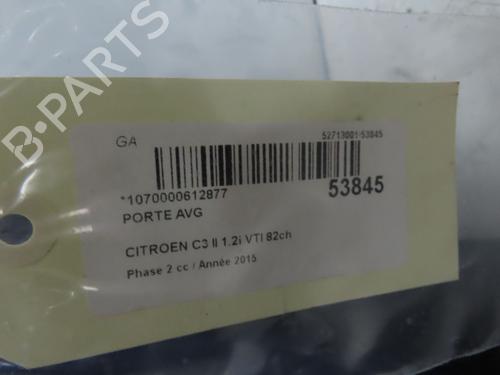 B-PARTS
GA
52713001-53845
*1070000612877
53845
PORTE AVG
CITROEN C3 II 1.2i VTI 82ch
Phase 2 cc / Année 2015